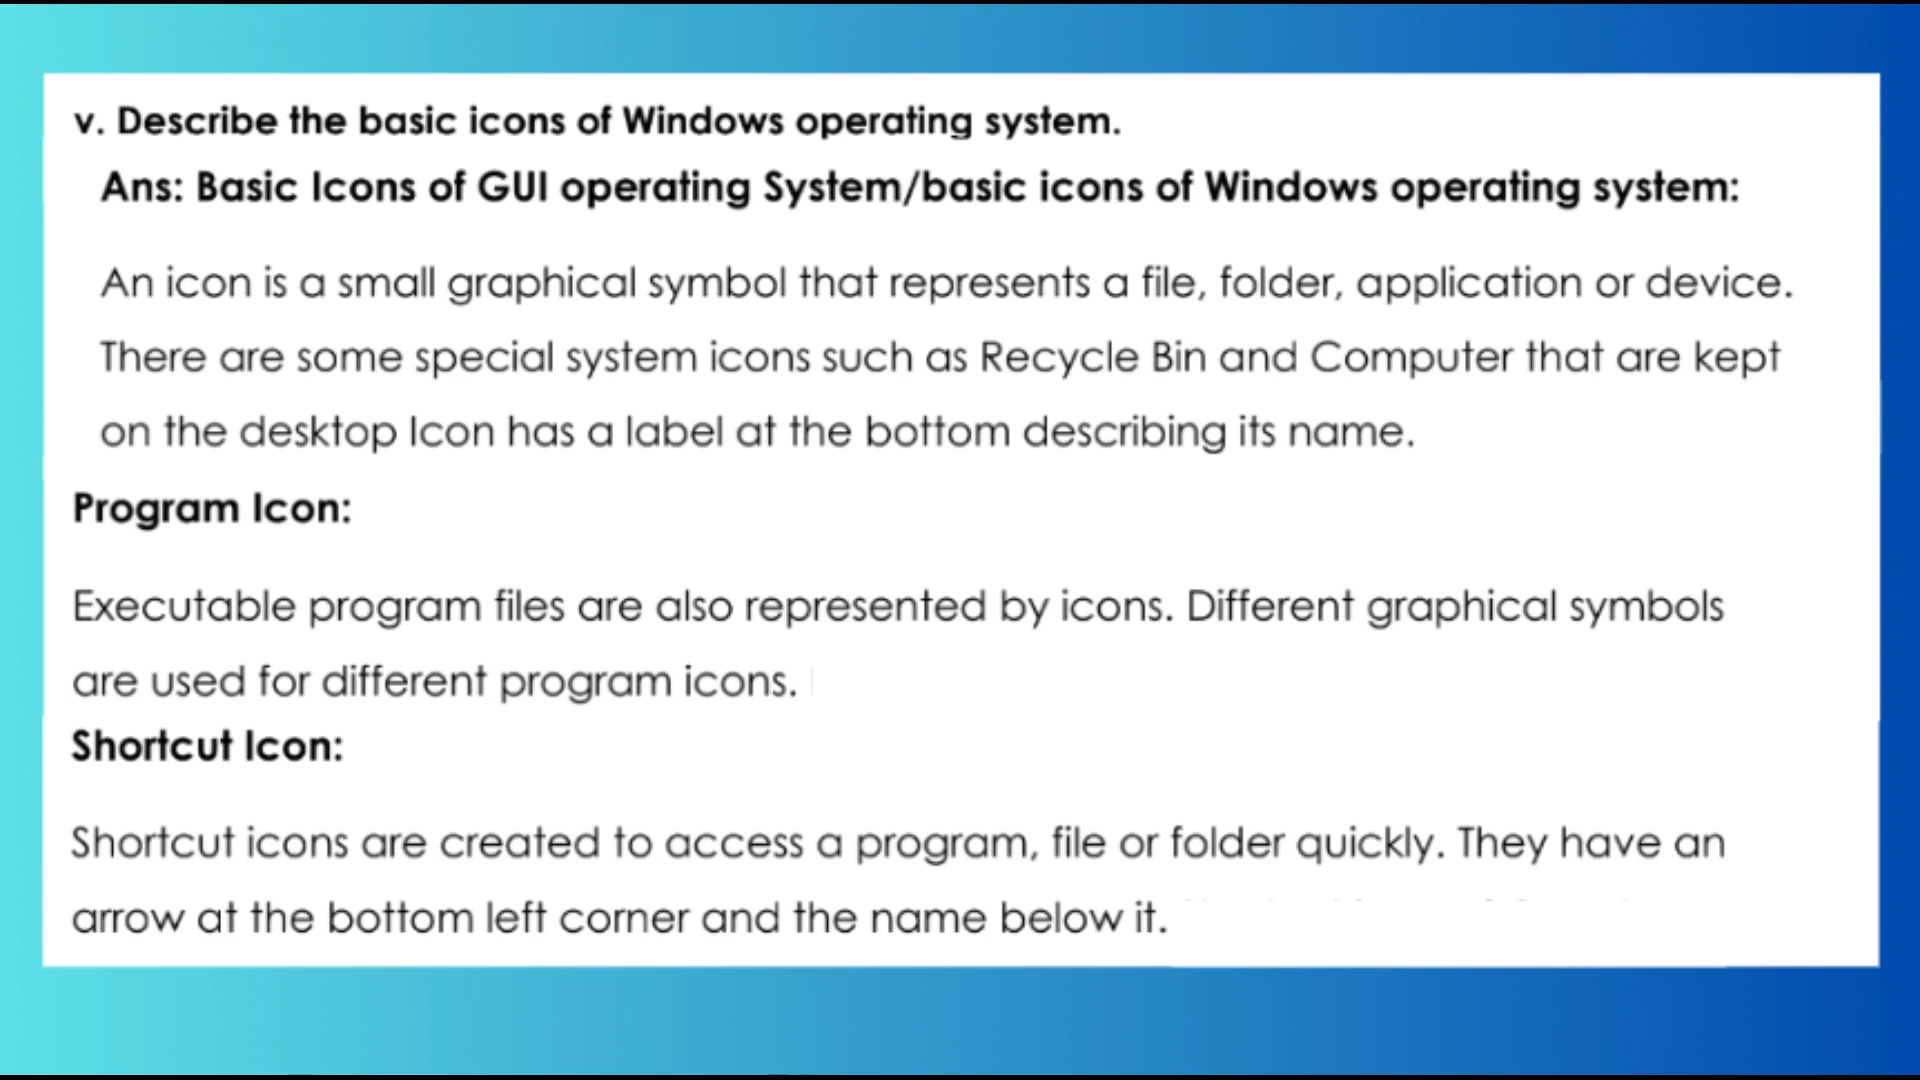 v. Describe the basic icons of Windows operating system.
Ans: Basic Icons of GUI operating System/basic icons of Windows operating system:
An icon is a small graphical symbol that represents a file, folder, application or device.
There are some special system icons such as Recycle Bin and Computer that are kept
on the desktop Icon has a label at the bottom describing its name.
Program Icon:
Executable program files are also represented by icons. Different graphical symbols
are used for different program icons.
Shortcut Icon:
Shortcut icons are created to access a program, file or folder quickly. They have an
arrow at the bottom left corner and the name below it.